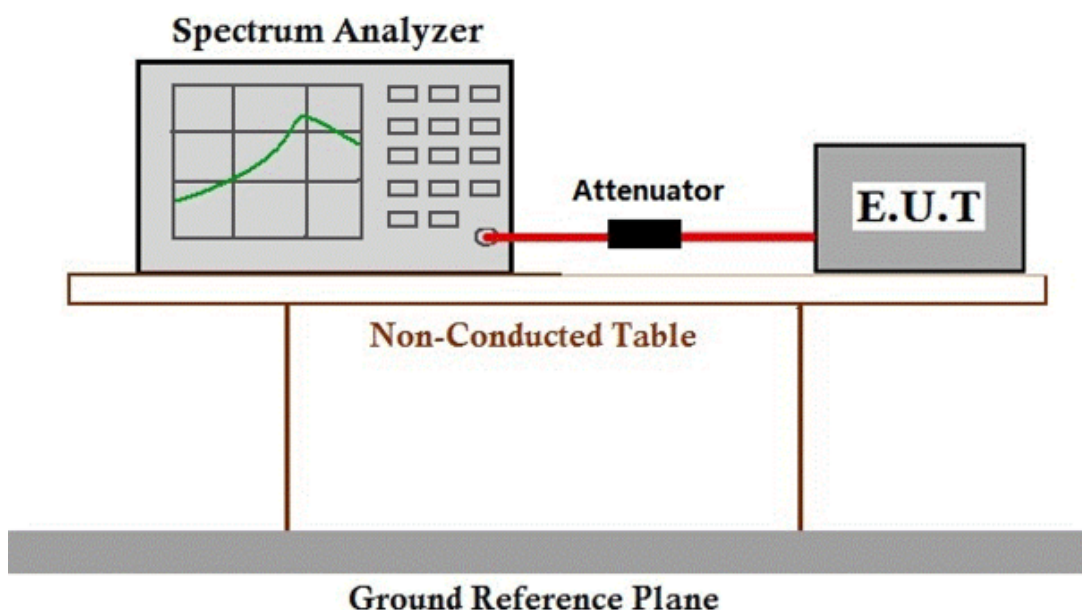 Spectrum Analyzer
Attenuator
E.U.T
Non-Conducted Table
Ground Reference Plane